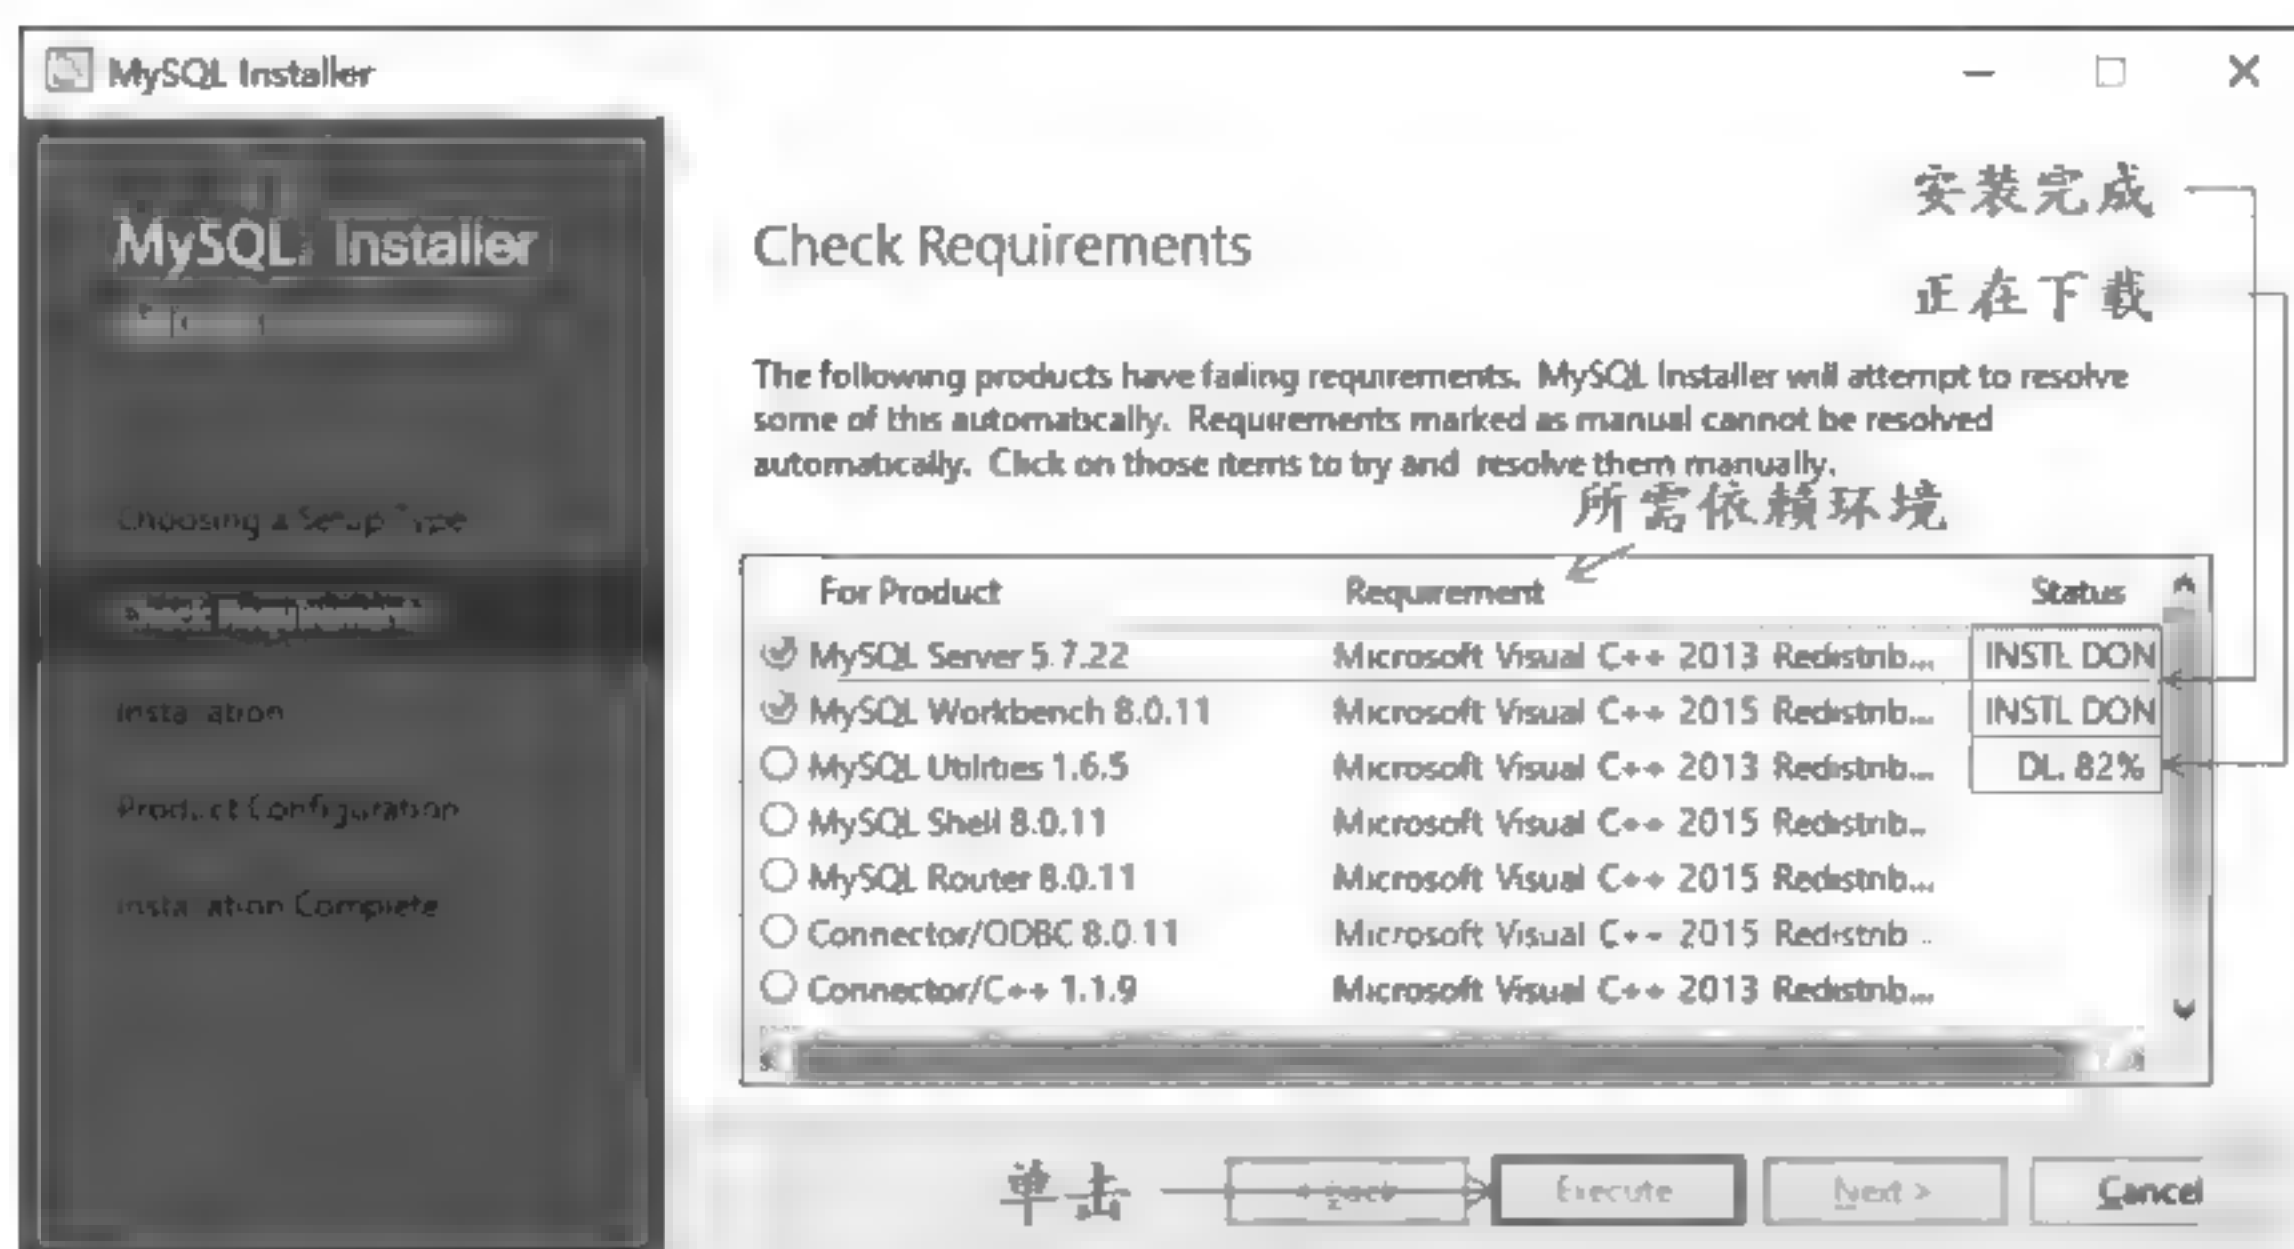 MySQL Installer
MySQL Installer
Choosing a Setup Type
Installation
Product Configuration
Installation Complete
安装完成
正在下载
Check Requirements
The following products have failing requirements. MySQL Installer will attempt to resolve
some of this automatically. Requirements marked as manual cannot be resolved
automatically. Click on those items to try and resolve them manually.
所需依赖环境
For Product Requirement Status
MySQL Server 5.7.22 Microsoft Visual C++ 2013 Redistrib... INSTL DON
MySQL Workbench 8.0.11 Microsoft Visual C++ 2015 Redistrib... INSTL DON
MySQL Utilities 1.6.5 Microsoft Visual C++ 2013 Redistrib... DL. 82%
MySQL Shell 8.0.11 Microsoft Visual C++ 2015 Redistrib...
MySQL Router 8.0.11 Microsoft Visual C++ 2015 Redistrib...
Connector/ODBC 8.0.11 Microsoft Visual C++ 2015 Redistrib...
Connector/C++ 1.1.9 Microsoft Visual C++ 2013 Redistrib...
单击 < Back Execute Next > Cancel